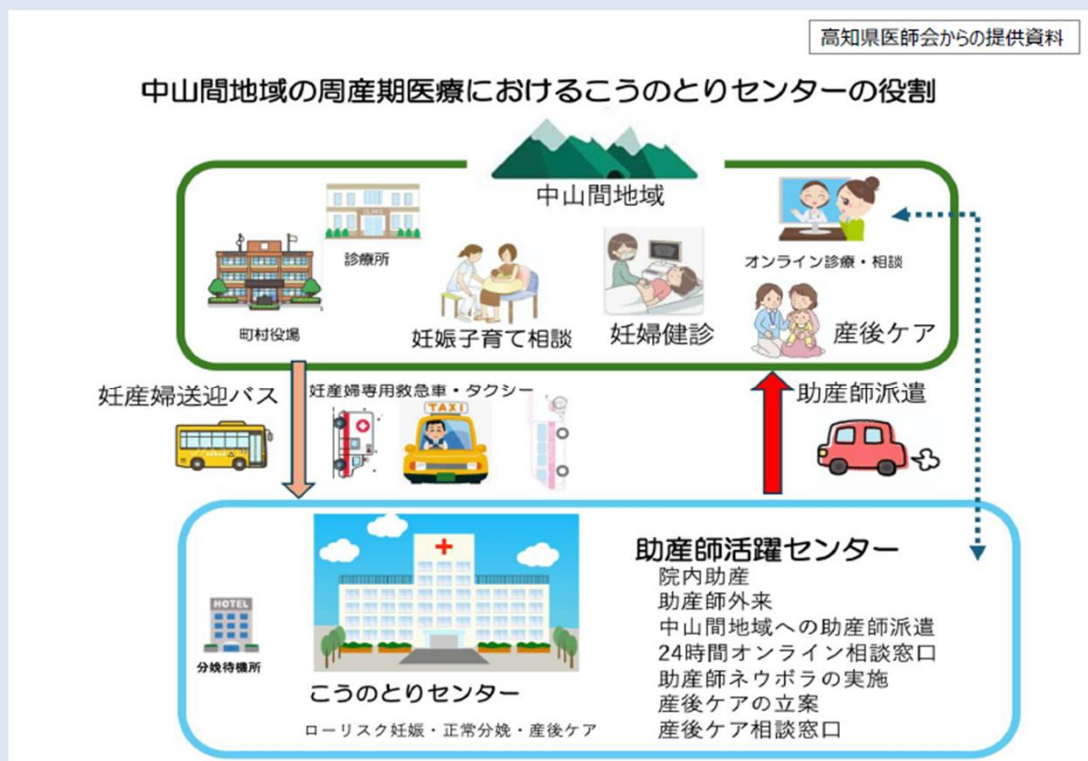 高知県医師会からの提供資料
中山間地域の周産期医療におけるこうのとりセンターの役割
中山間地域
CLINIC
診療所
町村役場
妊娠子育て相談
妊婦健診
オンライン診療・相談
産後ケア
妊産婦送迎バス
妊産婦専用救急車・タクシー
TAXI
助産師派遣
HOTEL
分娩待機所
こうのとりセンター
ローリスク妊娠・正常分娩・産後ケア
助産師活躍センター
院内助産
助産師外来
中山間地域への助産師派遣
24時間オンライン相談窓口
助産師ネウボラの実施
産後ケアの立案
産後ケア相談窓口